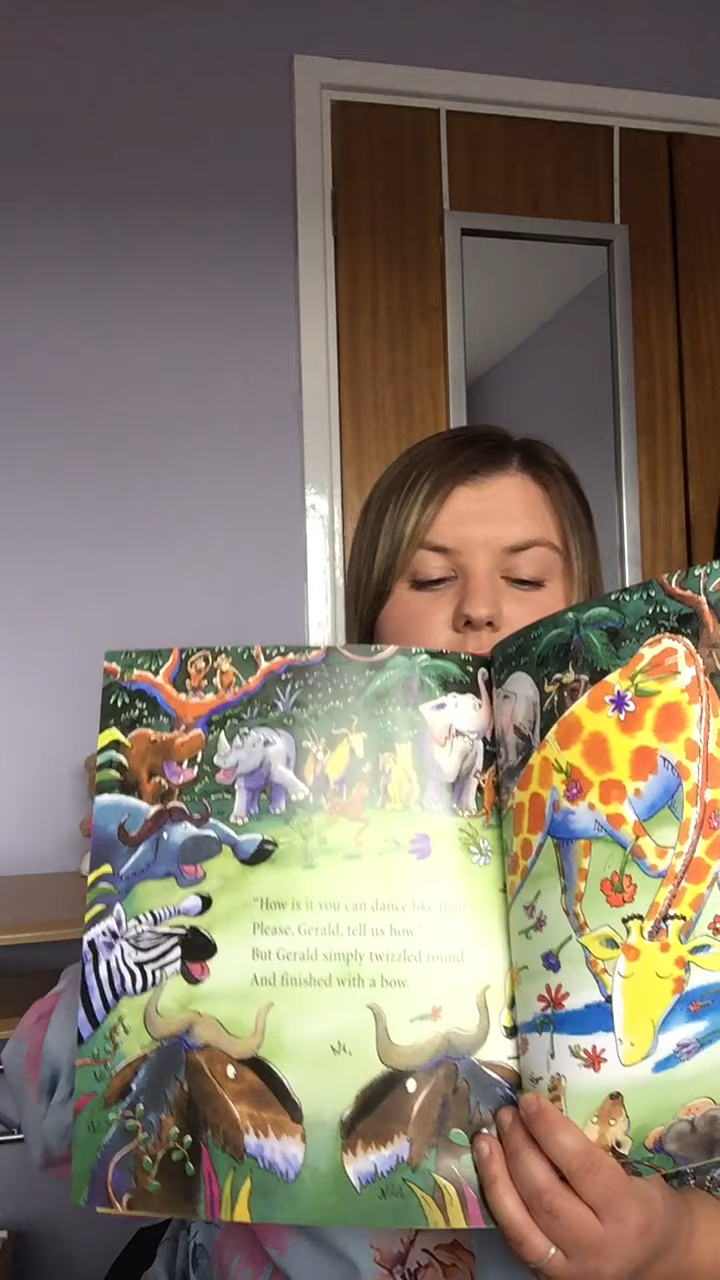 "How is it you can dance like that?
Please, Gerald, tell us how."
But Gerald simply twizzled round
And finished with a bow.